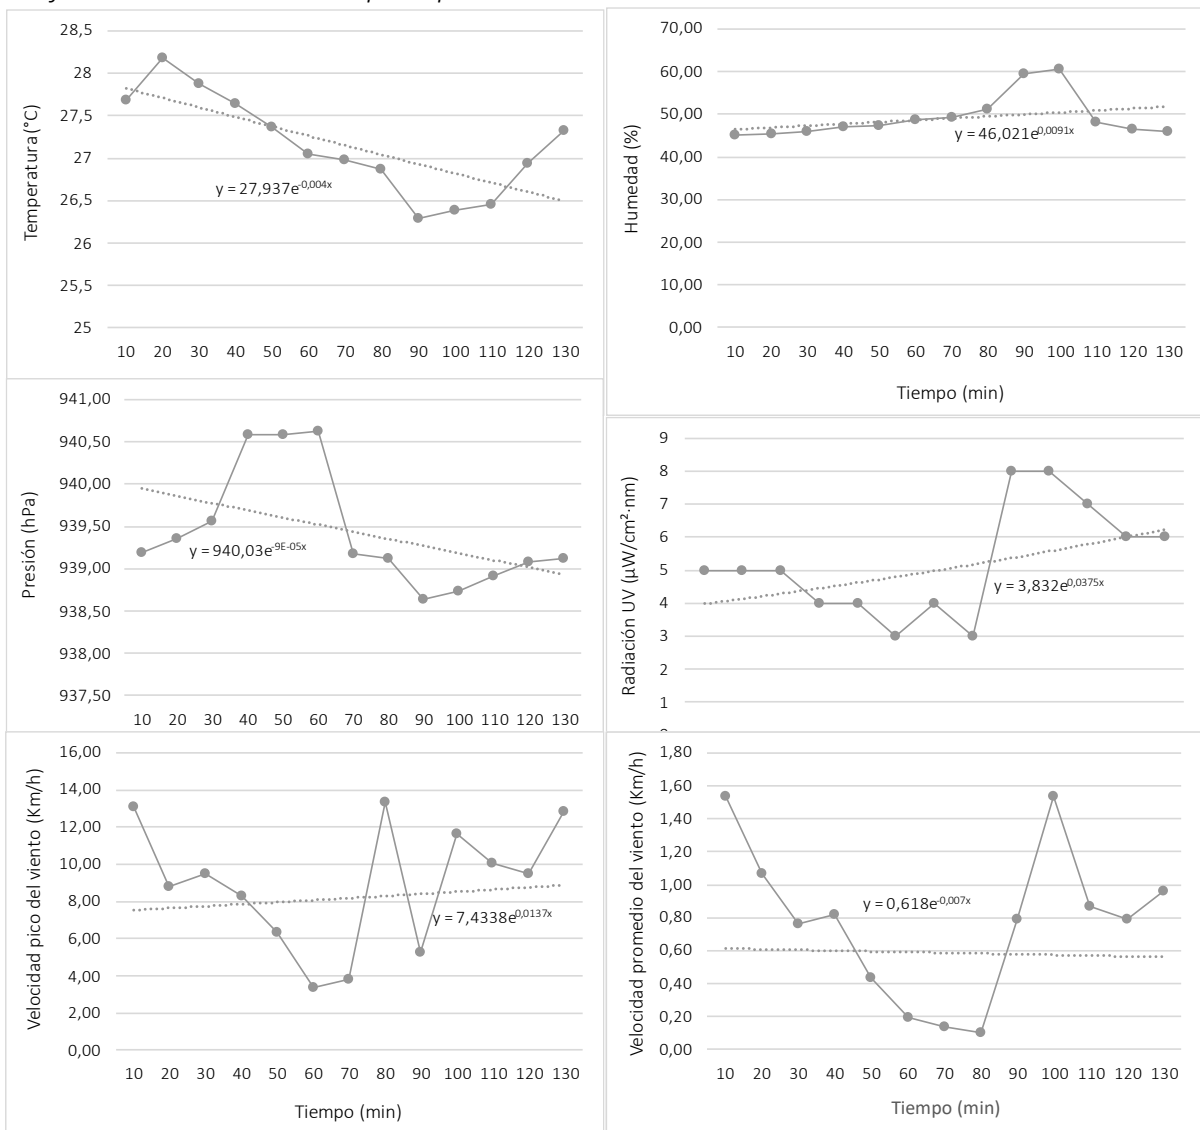 28,5
28
27,5
27
26,5
26
25,5
25
Temperatura (°C)
y = 27,937e-0,004x
10 20 30 40 50 60 70 80 90 100 110 120 130
70,00
60,00
50,00
40,00
30,00
20,00
10,00
0,00
Humedad (%)
y = 46,021e0,0091x
10 20 30 40 50 60 70 80 90 100 110 120 130
Tiempo (min)
941,00
940,50
940,00
939,50
939,00
938,50
938,00
937,50
Presión (hPa)
y = 940,03e-9E-05x
10 20 30 40 50 60 70 80 90 100 110 120 130
9
8
7
6
5
4
3
2
1
Radiación UV (µW/cm²·nm)
y = 3,832e0,0375x
16,00
14,00
12,00
10,00
8,00
6,00
4,00
2,00
0,00
Velocidad pico del viento (Km/h)
y = 7,4338e0,0137x
10 20 30 40 50 60 70 80 90 100 110 120 130
Tiempo (min)
1,80
1,60
1,40
1,20
1,00
0,80
0,60
0,40
0,20
0,00
Velocidad promedio del viento (Km/h)
y = 0,618e-0,007x
10 20 30 40 50 60 70 80 90 100 110 120 130
Tiempo (min)